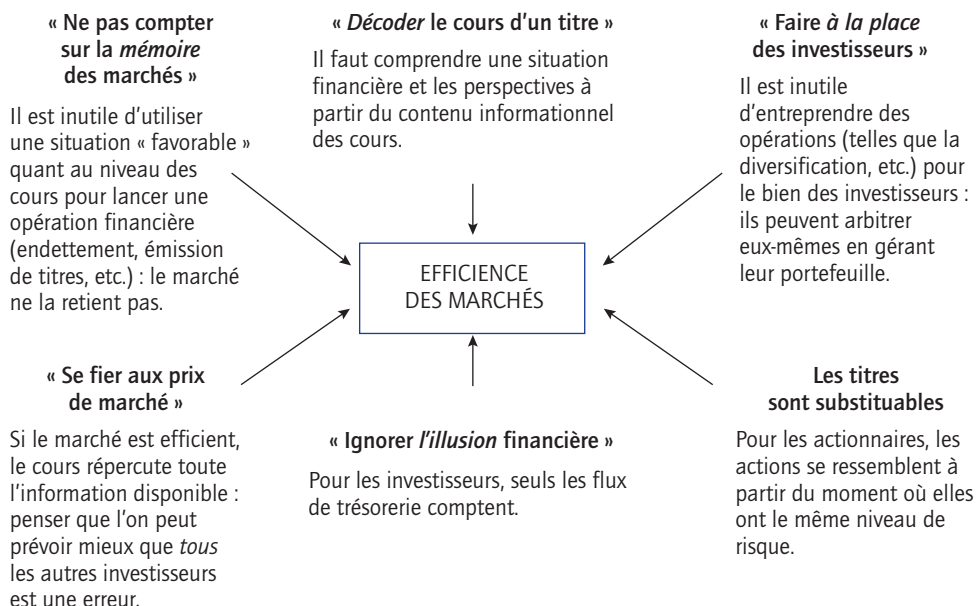 « Ne pas compter
sur la mémoire
des marchés »
Il est inutile d'utiliser
une situation « favorable »
quant au niveau des
cours pour lancer une
opération financière
(endettement, émission
de titres, etc.) : le marché
ne la retient pas.
« Décoder le cours d'un titre »
Il faut comprendre une situation
financière et les perspectives à
partir du contenu informationnel
des cours.
« Faire à la place
des investisseurs »
Il est inutile
d'entreprendre des
opérations (telles que la
diversification, etc.) pour
le bien des investisseurs :
ils peuvent arbitrer
eux-mêmes en gérant
leur portefeuille.
EFFICIENCE
DES MARCHÉS
« Se fier aux prix
de marché »
Si le marché est efficient,
le cours répercute toute
l'information disponible :
penser que l'on peut
prévoir mieux que tous
les autres investisseurs
est une erreur.
« Ignorer l'illusion financière »
Pour les investisseurs, seuls les flux
de trésorerie comptent.
Les titres
sont substituables
Pour les actionnaires, les
actions se ressemblent à
partir du moment où elles
ont le même niveau de
risque.